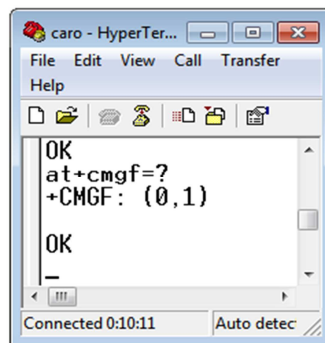 caro - HyperTer...
File Edit View Call Transfer
Help
OK
at+cmgf=?
+CMGF: (0,1)
OK
Connected 0:10:11 Auto detec